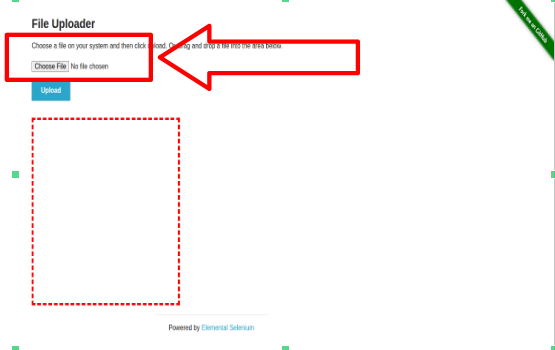 File Uploader
Choose a file on your system and then click upload. Or, drag and drop a file into the area below.
Choose File No file chosen
Upload
Powered by Elemental Selenium
Fork me on GitHub